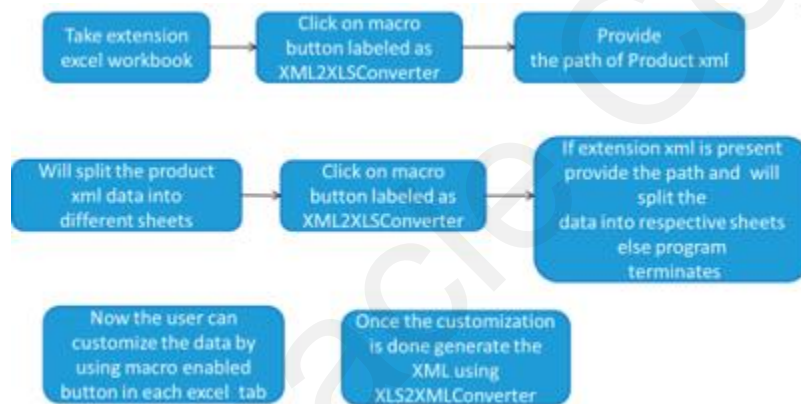 Take extension
excel workbook
Click on macro
button labeled as
XML2XLSConverter
Provide
the path of Product xml
Will split the product
xml data into
different sheets
Click on macro
button labeled as
XML2XLSConverter
If extension xml is present
provide the path and will
split the
data into respective sheets
else program
terminates
Now the user can
customize the data by
using macro enabled
button in each excel tab
Once the customization
is done generate the
XML using
XLS2XMLConverter